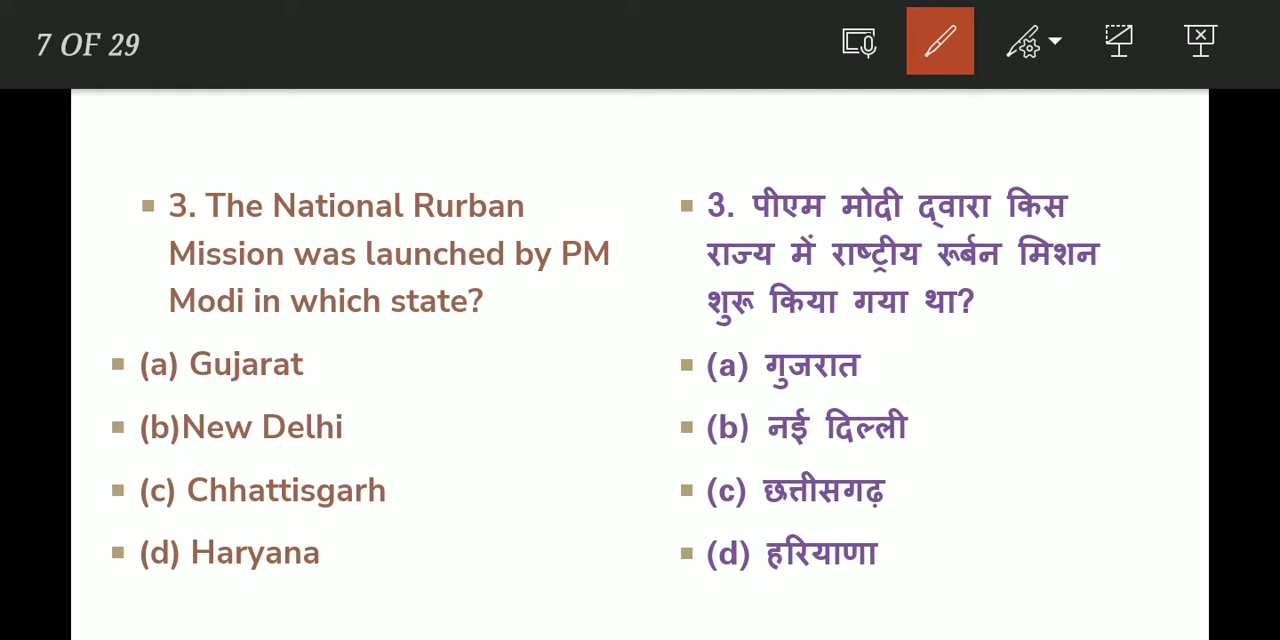 7 OF 29
3. The National Rurban
Mission was launched by PM
Modi in which state?
(a) Gujarat
(b)New Delhi
(c) Chhattisgarh
(d) Haryana
3. पीएम मोदी द्वारा किस
राज्य में राष्ट्रीय रूर्बन मिशन
शुरू किया गया था?
(a) गुजरात
(b) नई दिल्ली
(c) छत्तीसगढ़
(d) हरियाणा